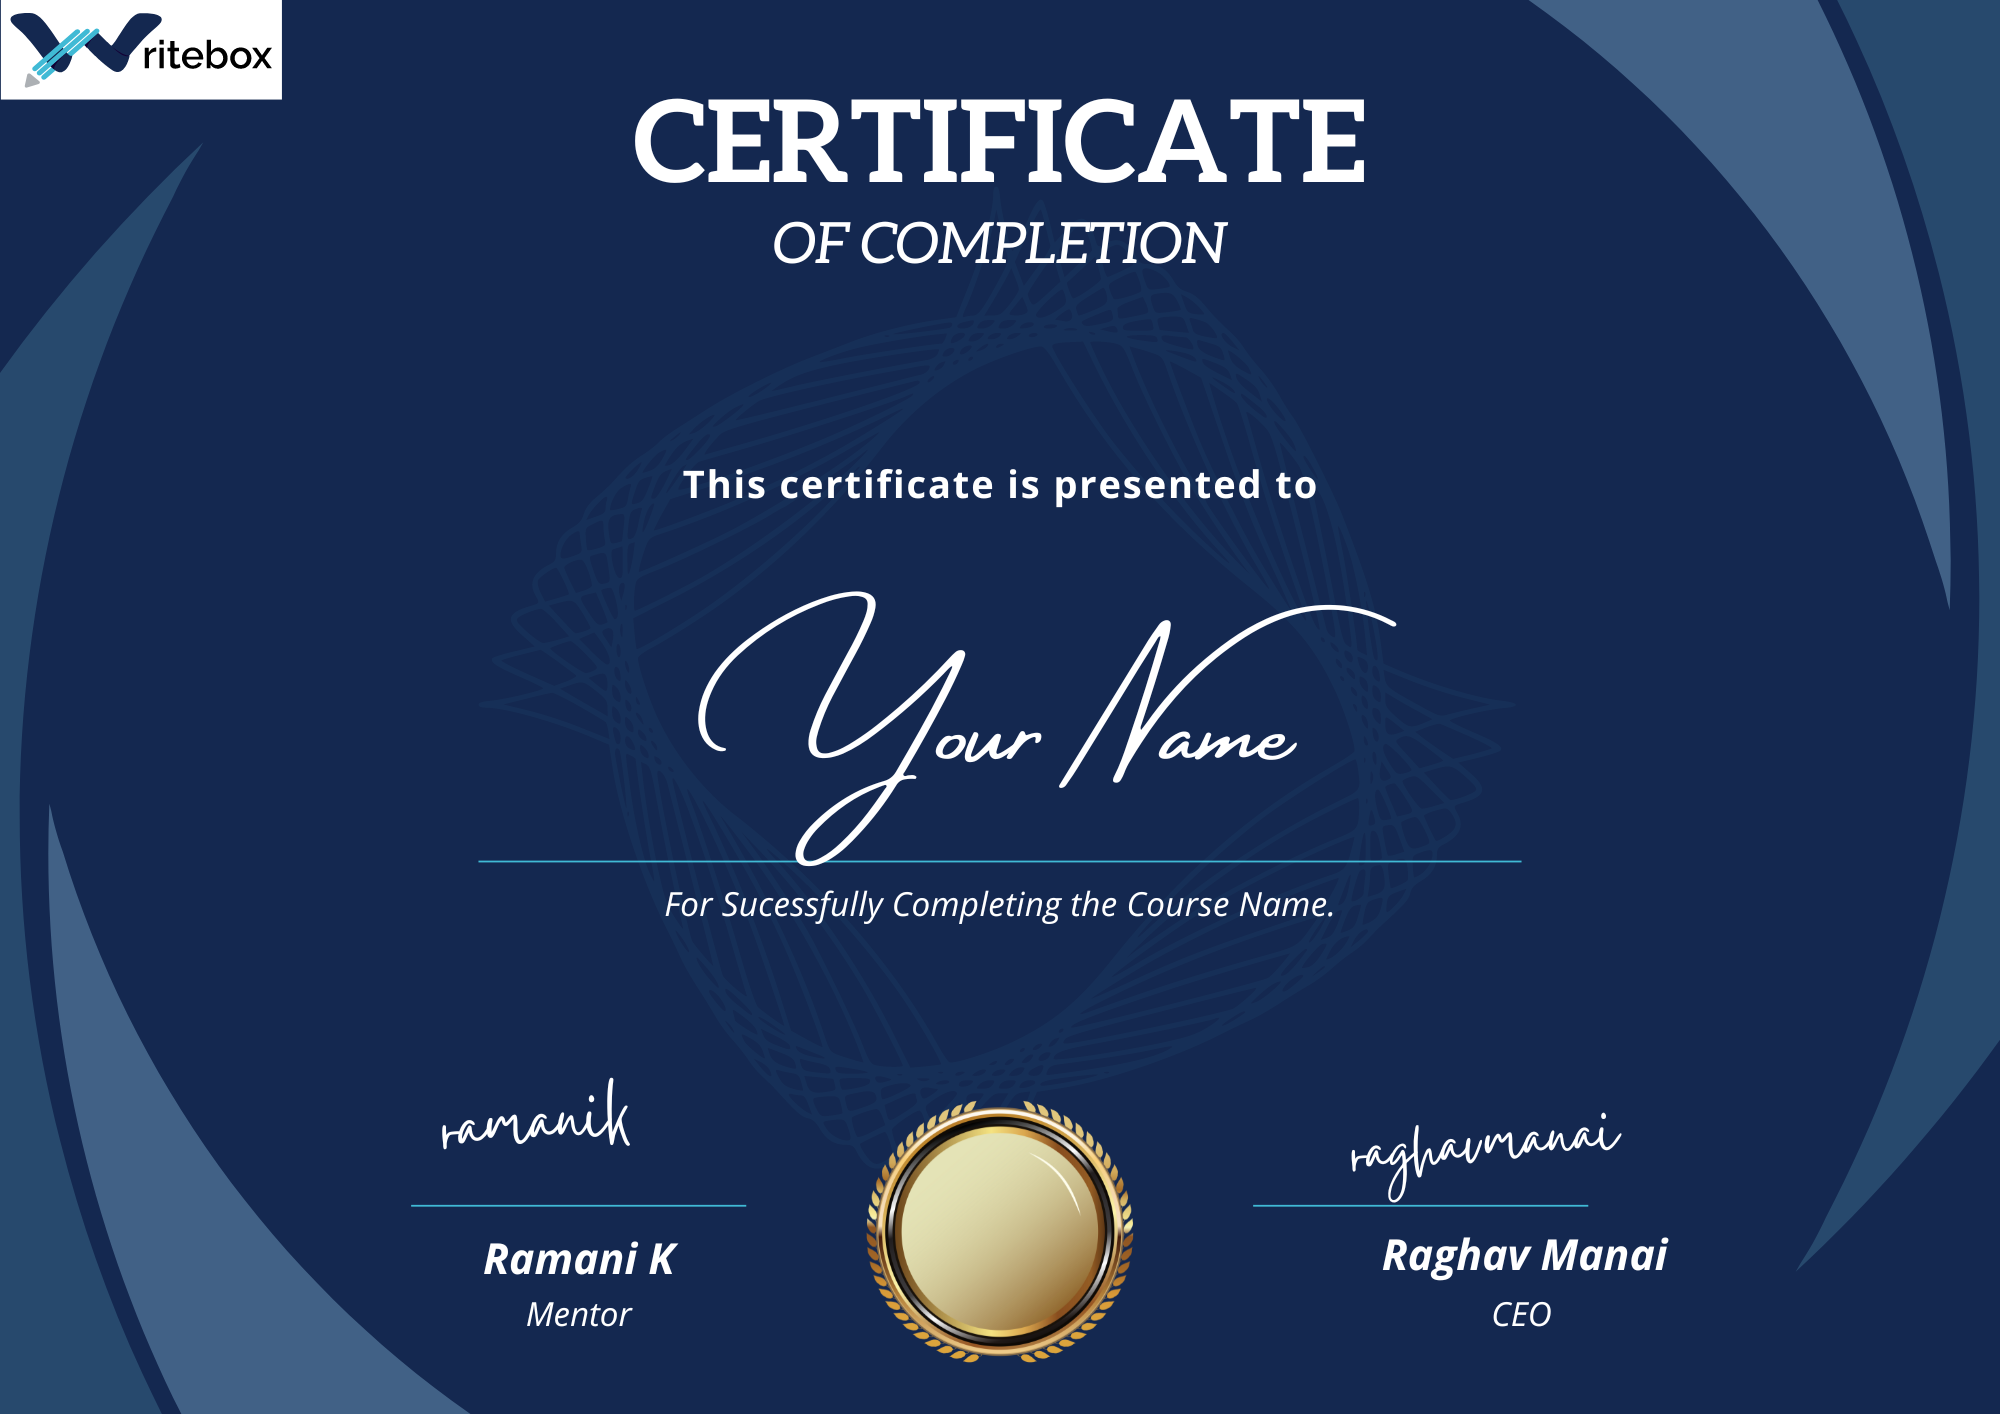 Writebox
CERTIFICATE
OF COMPLETION
This certificate is presented to
Your Name
For Sucessfully Completing the Course Name.
ramanik
raghavmanai
Ramani K
Raghav Manai
Mentor
CEO